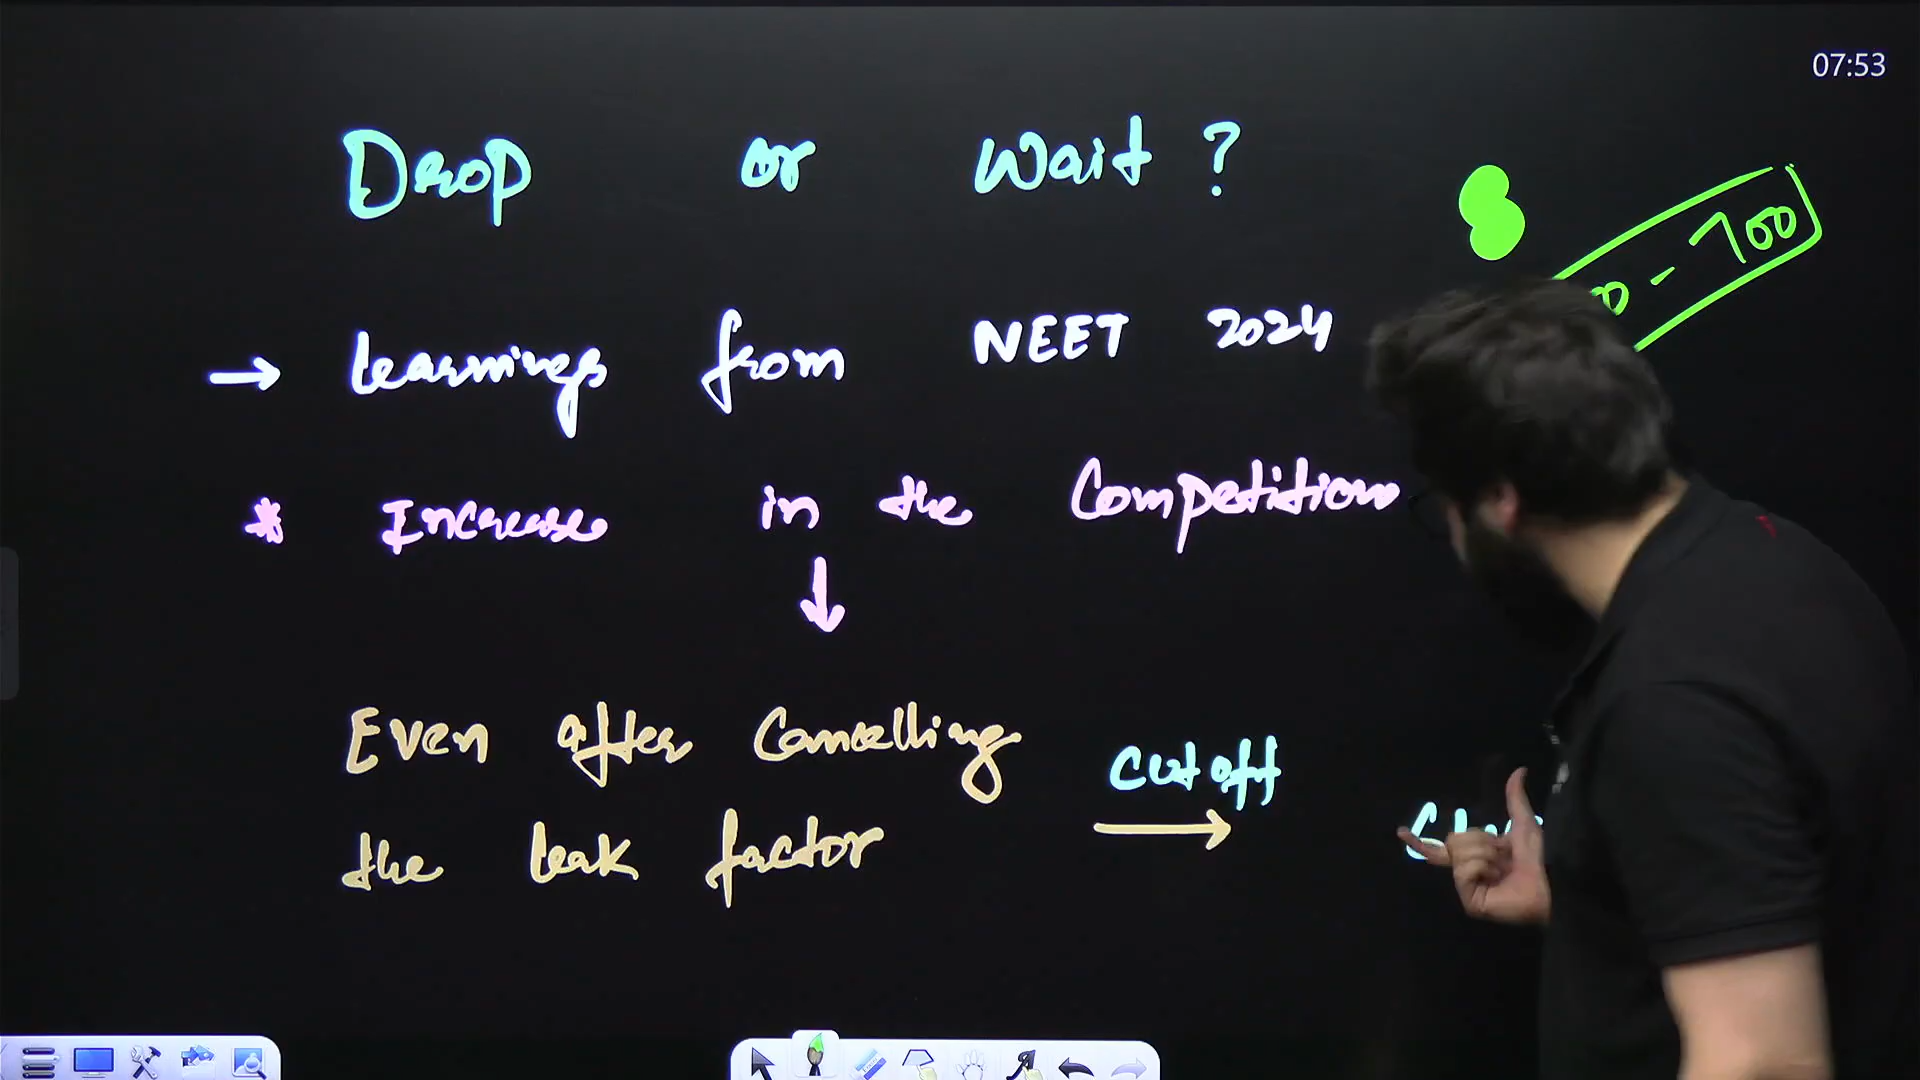 07:53
Drop or Wait ?
- 700
→ learnings from NEET 2024
* Increase in the Competition
↓
Even after Cancelling
cutoff
the leak factor →